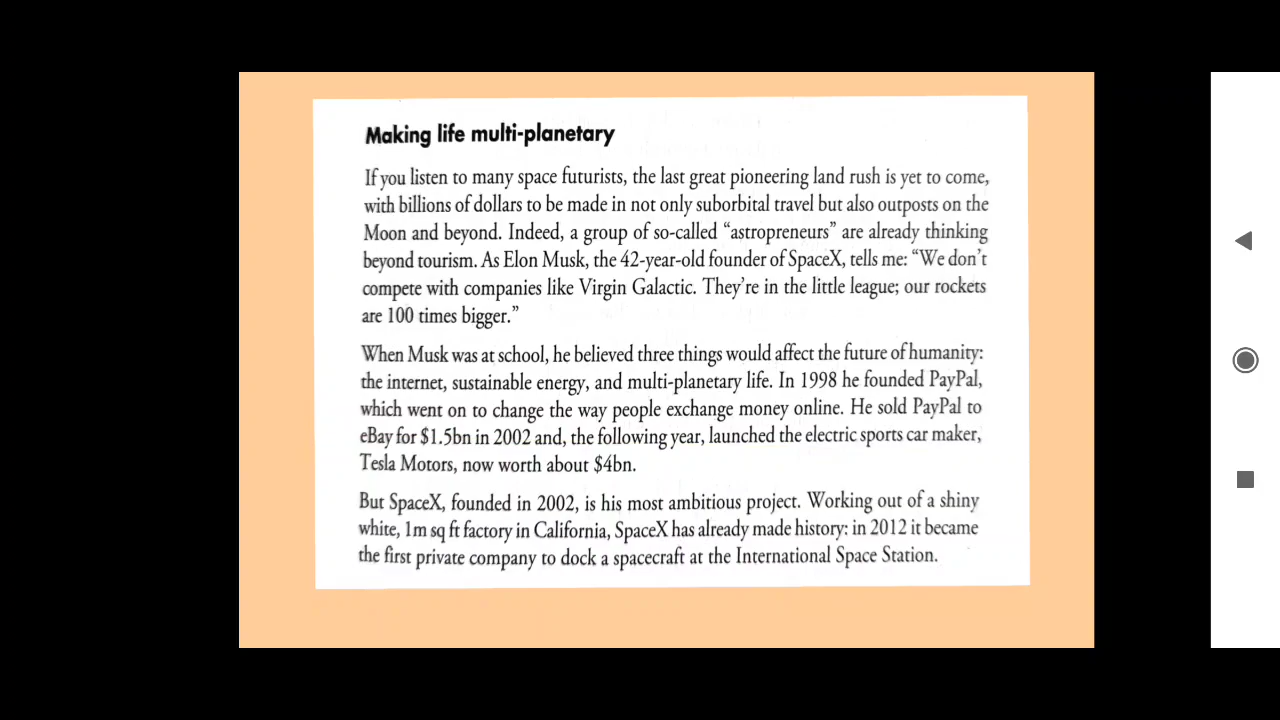 Making life multi-planetary
If you listen to many space futurists, the last great pioneering land rush is yet to come,
with billions of dollars to be made in not only suborbital travel but also outposts on the
Moon and beyond. Indeed, a group of so-called “astropreneurs” are already thinking
beyond tourism. As Elon Musk, the 42-year-old founder of SpaceX, tells me: “We don’t
compete with companies like Virgin Galactic. They’re in the little league; our rockets
are 100 times bigger.”
When Musk was at school, he believed three things would affect the future of humanity:
the internet, sustainable energy, and multi-planetary life. In 1998 he founded PayPal,
which went on to change the way people exchange money online. He sold PayPal to
eBay for $1.5bn in 2002 and, the following year, launched the electric sports car maker,
Tesla Motors, now worth about $4bn.
But SpaceX, founded in 2002, is his most ambitious project. Working out of a shiny
white, 1m sq ft factory in California, SpaceX has already made history: in 2012 it became
the first private company to dock a spacecraft at the International Space Station.